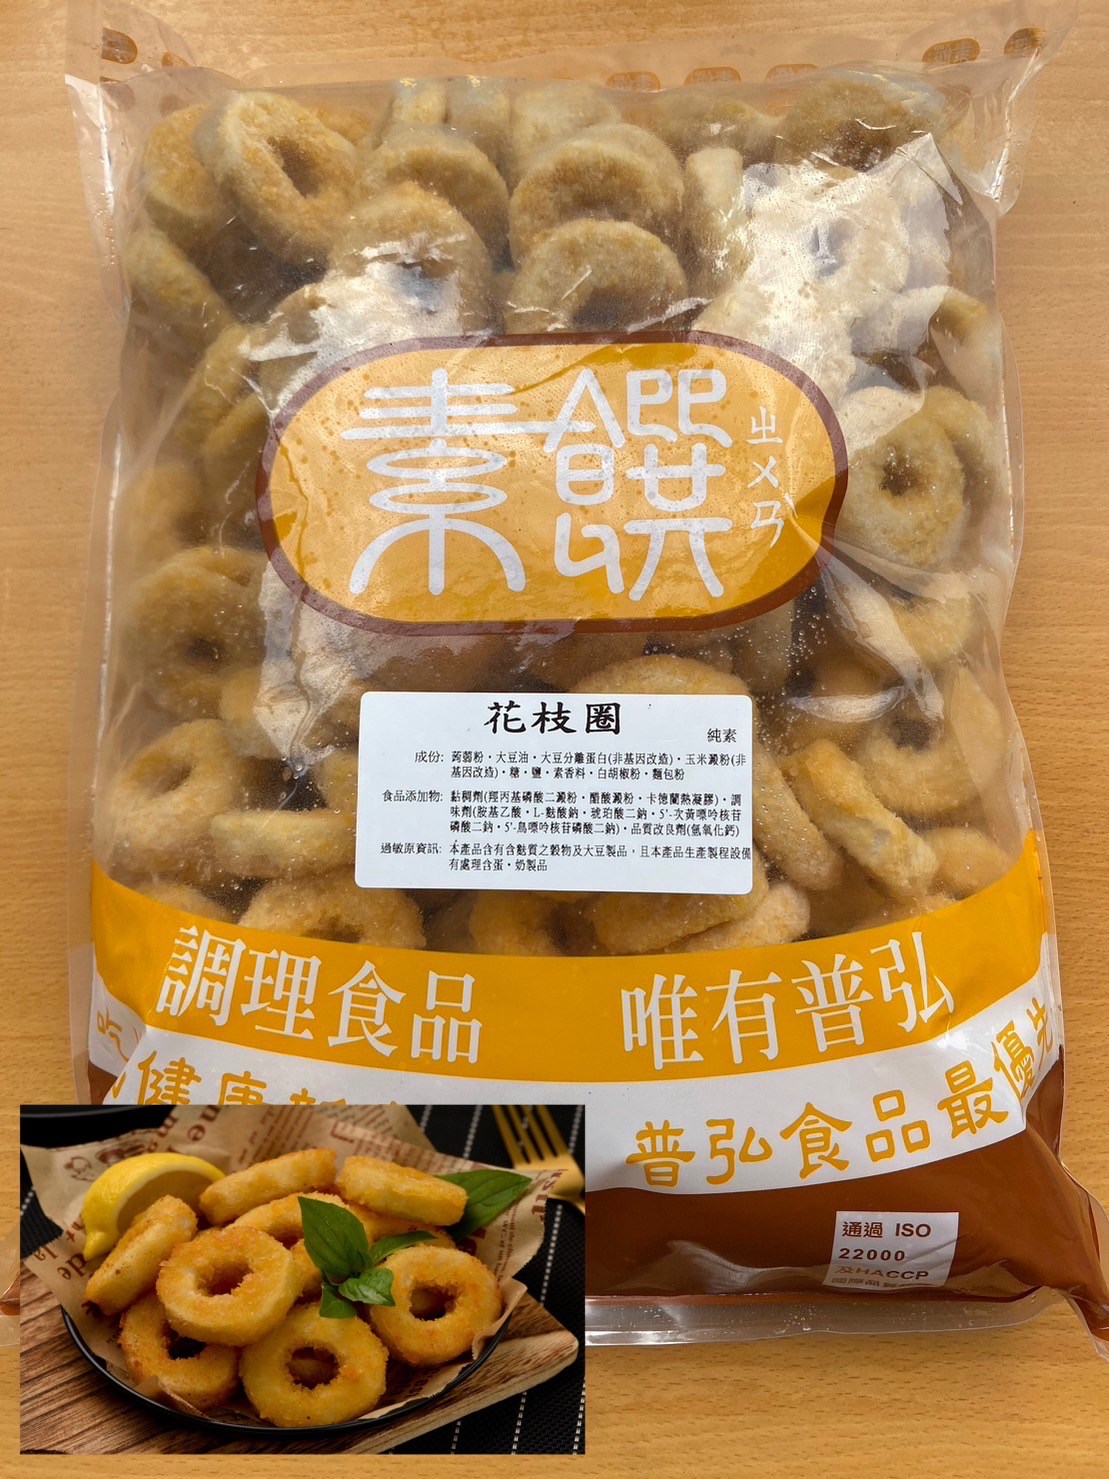 素饌
ㄓㄨㄢ
花枝圈
純素
成份: 蒟蒻粉・大豆油・大豆分離蛋白(非基因改造)・玉米澱粉(非
基因改造)・糖・鹽・素香料・白胡椒粉・麵包粉
食品添加物: 黏稠劑(羥丙基磷酸二澱粉・醋酸澱粉・卡德蘭熱凝膠)・調
味劑(胺基乙酸・L-麩酸鈉・琥珀酸二鈉・5'-次黃嘌呤核苷
磷酸二鈉・5'-鳥嘌呤核苷磷酸二鈉)・品質改良劑(氫氧化鈣)
過敏原資訊: 本產品含有含麩質之穀物及大豆製品，且本產品生產製程設備
有處理含蛋・奶製品
調理食品 唯有普弘
健康
普弘食品最優先
通過 ISO
22000
及HACCP